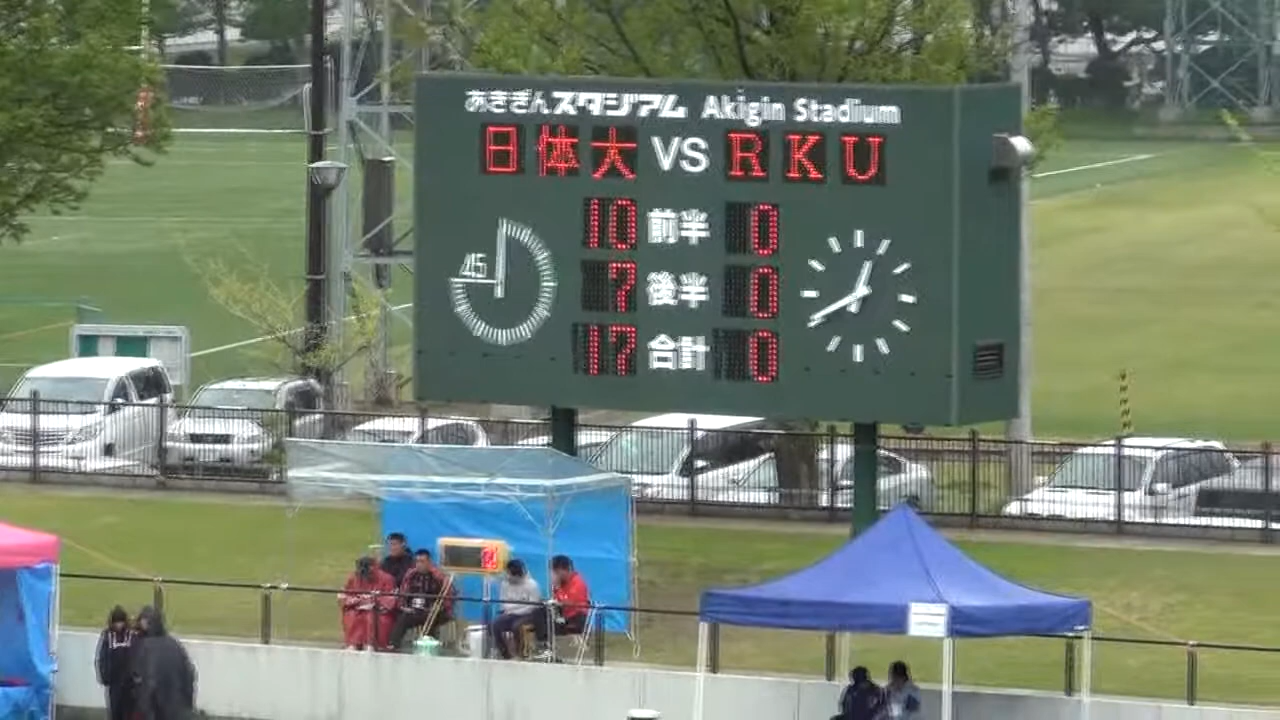 あきぎんスタジアム Akigin Stadium
日体大 VS RKU
10 前半 0
45
7 後半 0
17 合計 0